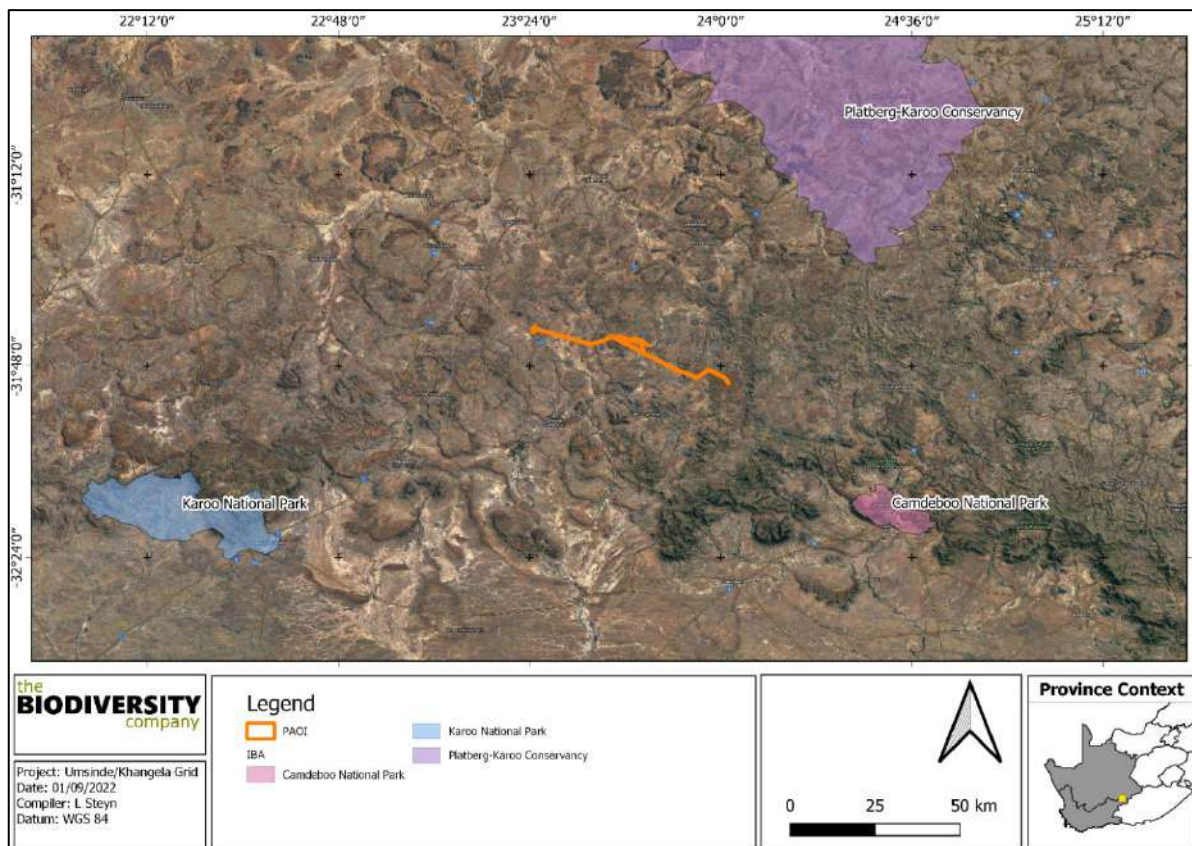 22°12'0" 22°48'0" 23°24'0" 24°0'0" 24°36'0" 25°12'0"
Platberg-Karoo Conservancy
-31°12'0"
-31°48'0"
Karoo National Park
Camdeboo National Park
-32°24'0"
the
BIODIVERSITY
company
Project: Umsinde/Khangela Grid
Date: 01/09/2022
Compiler: L Steyn
Datum: WGS 84
Legend
PAOI
IBA
Camdeboo National Park
Karoo National Park
Platberg-Karoo Conservancy
0 25 50 km
Province Context